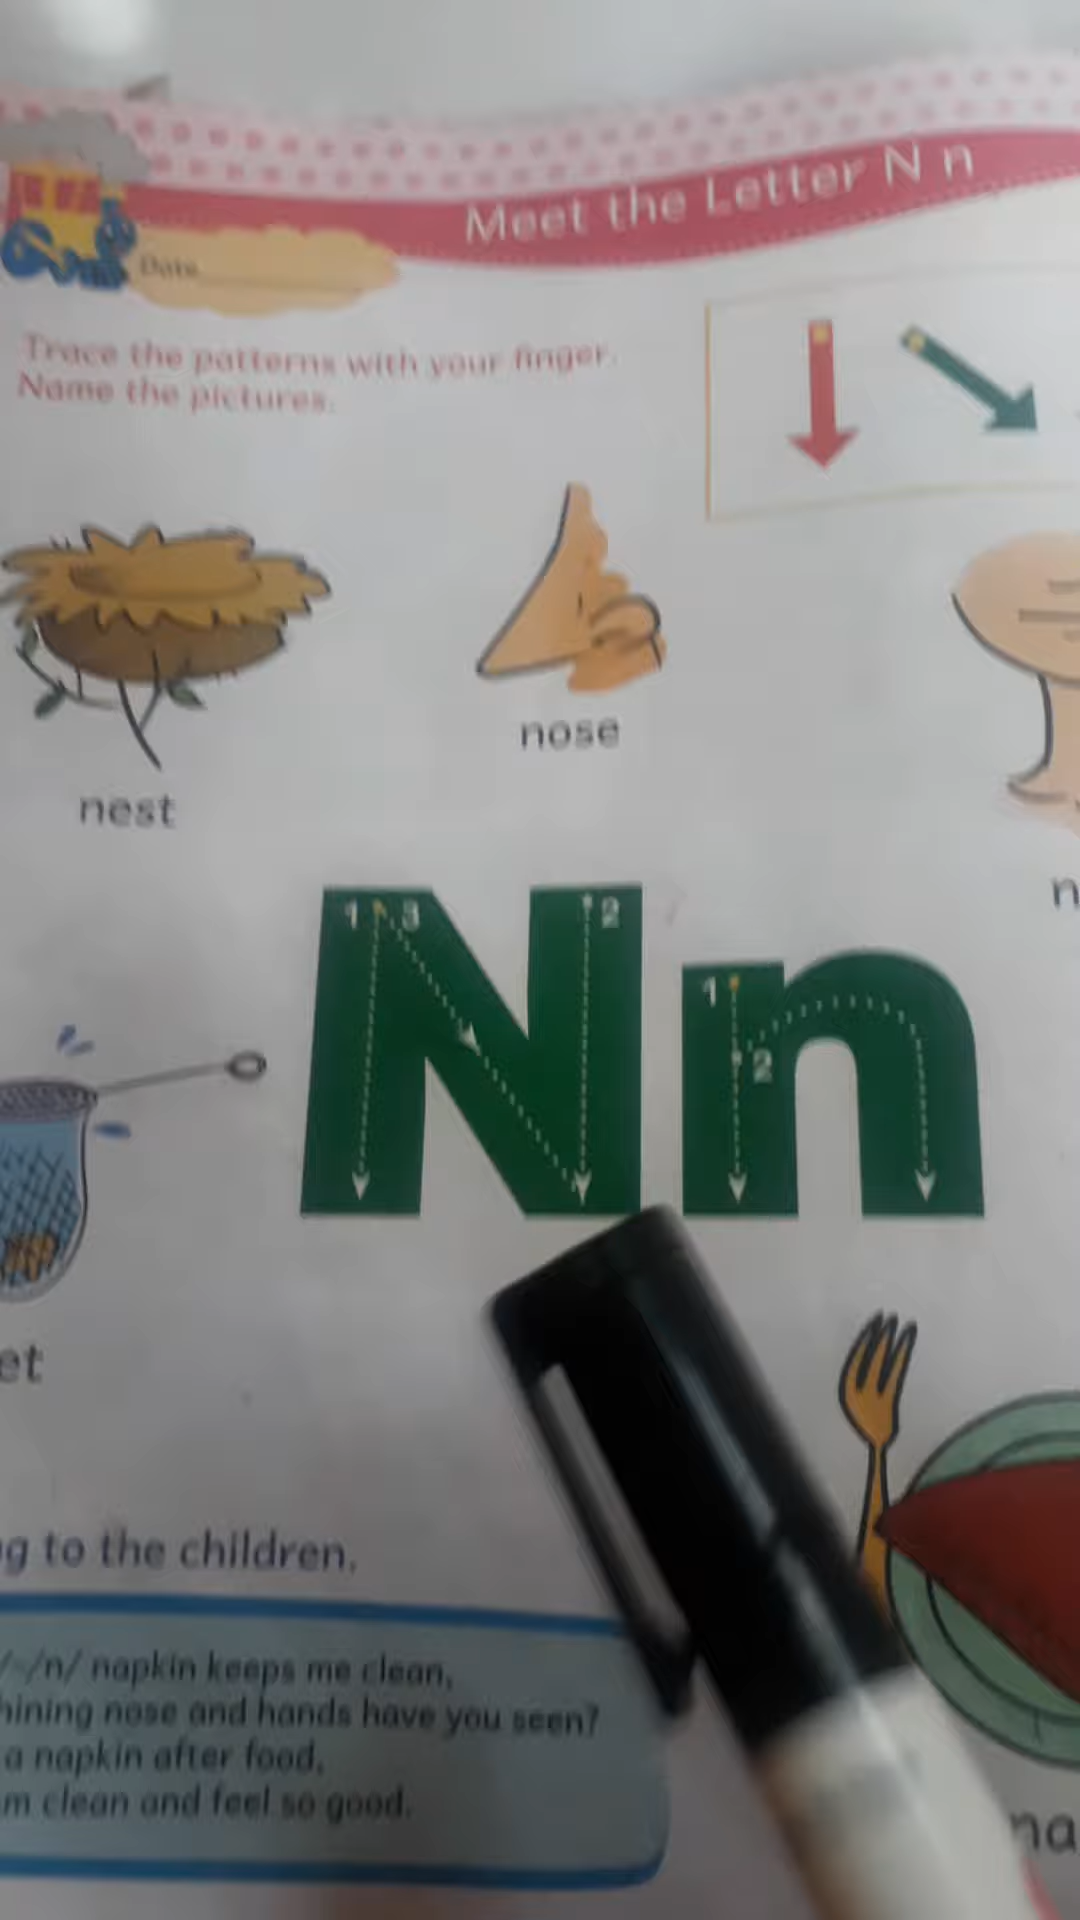 Meet the Letter N n
Date
Trace the patterns with your finger.
Name the pictures.
nose
nest
n
1 3 2
1
2
Nn
et
g to the children.
/n/ napkin keeps me clean,
hining nose and hands have you seen?
a napkin after food,
m clean and feel so good.
na